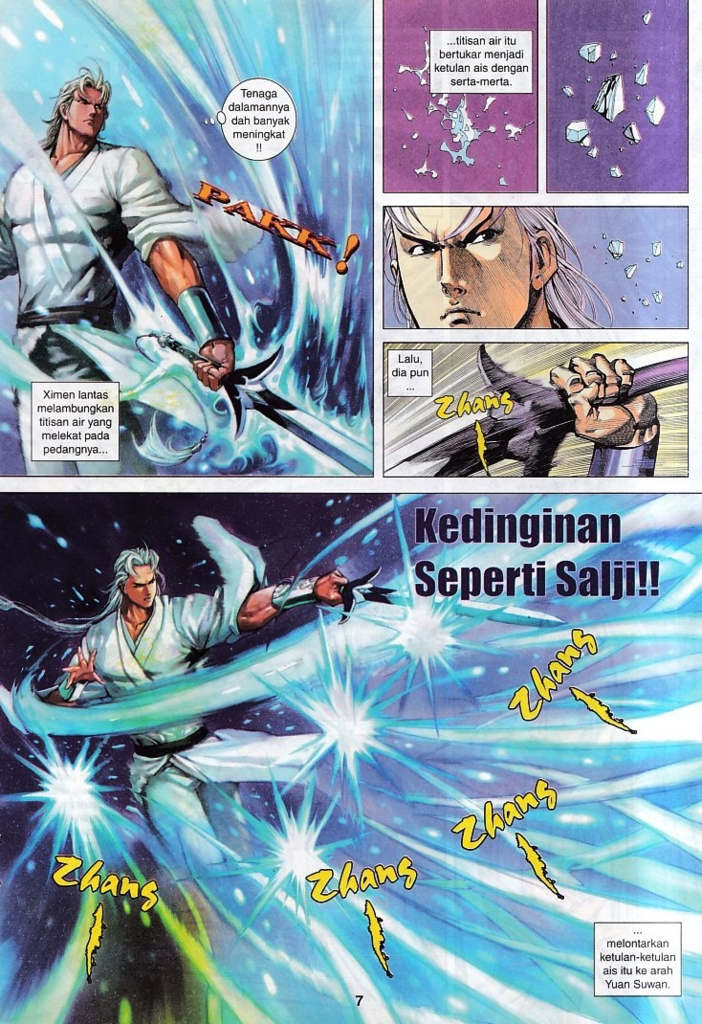 Tenaga
dalamannya
dah banyak
meningkat
!!
PAKK!
Ximen lantas
melambungkan
titisan air yang
melekat pada
pedangnya...
...titisan air itu
bertukar menjadi
ketulan ais dengan
serta-merta.
Lalu,
dia pun
...
Zhang!
Kedinginan
Seperti Salji!!
Zhang!
Zhang!
Zhang!
Zhang!
...
melontarkan
ketulan-ketulan
ais itu ke arah
Yuan Suwan.
7